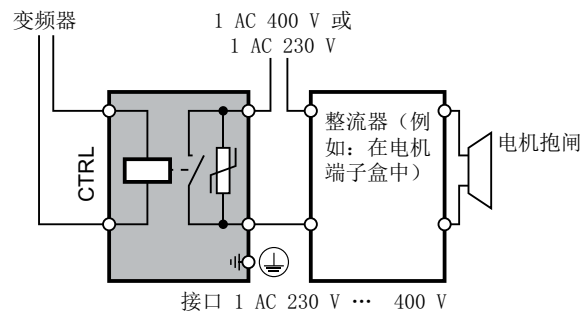 变频器
1 AC 400 V 或
1 AC 230 V
CTRL
整流器（例
如：在电机
端子盒中）
电机抱闸
接口 1 AC 230 V … 400 V